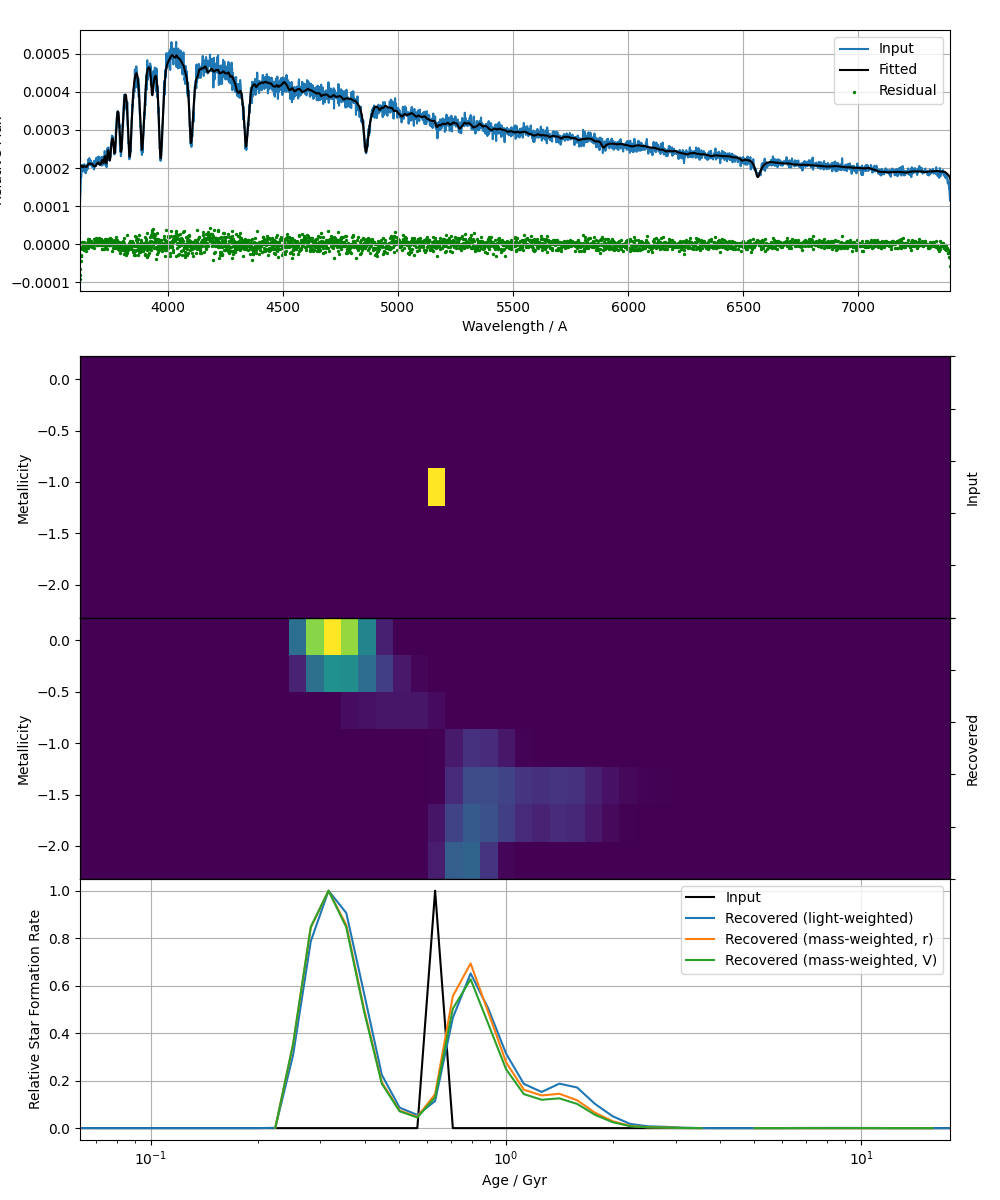 0.0005
0.0004
0.0003
0.0002
0.0001
0.0000
−0.0001
Input
Fitted
Residual
4000 4500 5000 5500 6000 6500 7000
Wavelength / A
0.0
−0.5
−1.0
−1.5
−2.0
Metallicity
Input
0.0
−0.5
−1.0
−1.5
−2.0
Metallicity
Recovered
1.0
0.8
0.6
0.4
0.2
0.0
Relative Star Formation Rate
Input
Recovered (light-weighted)
Recovered (mass-weighted, r)
Recovered (mass-weighted, V)
10⁻¹ 10⁰ 10¹
Age / Gyr